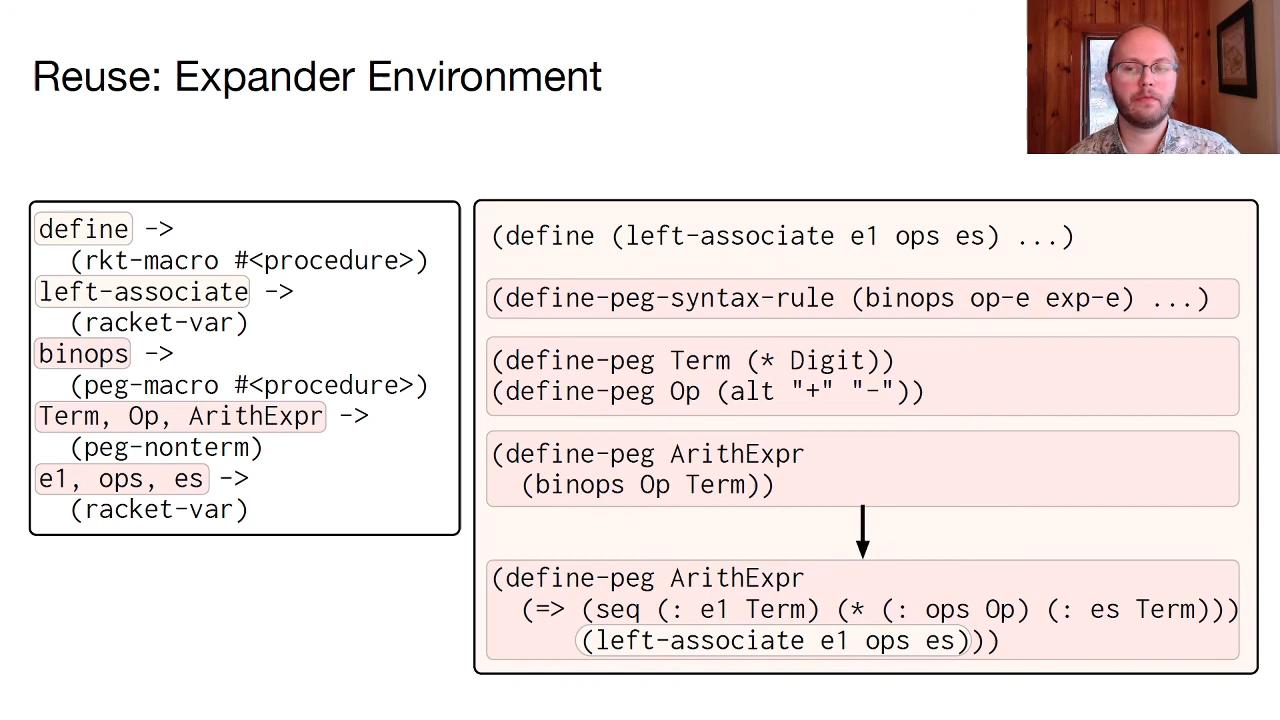 Reuse: Expander Environment
define ->
(rkt-macro #<procedure>)
left-associate ->
(racket-var)
binops ->
(peg-macro #<procedure>)
Term, Op, ArithExpr ->
(peg-nonterm)
e1, ops, es ->
(racket-var)
(define (left-associate e1 ops es) ...)
(define-peg-syntax-rule (binops op-e exp-e) ...)
(define-peg Term (* Digit))
(define-peg Op (alt "+" "-"))
(define-peg ArithExpr
(binops Op Term))
(define-peg ArithExpr
(=> (seq (: e1 Term) (* (: ops Op) (: es Term)))
(left-associate e1 ops es)))